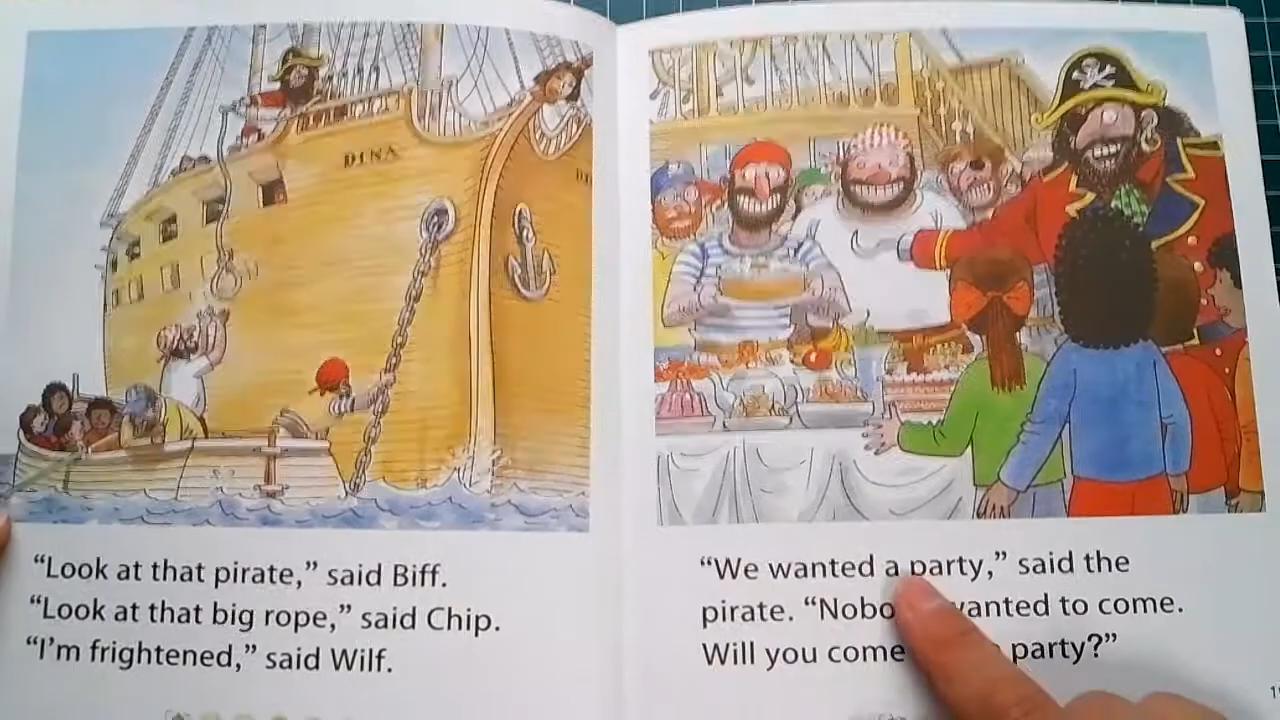 DINA
“Look at that pirate,” said Biff.
“Look at that big rope,” said Chip.
“I’m frightened,” said Wilf.
“We wanted a party,” said the
pirate. “Nobo wanted to come.
Will you come party?”